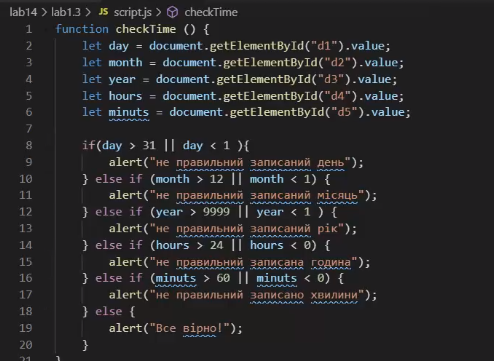 lab14 > lab1.3 > JS script.js > checkTime
1 function checkTime () {
2 let day = document.getElementById("d1").value;
3 let month = document.getElementById("d2").value;
4 let year = document.getElementById("d3").value;
5 let hours = document.getElementById("d4").value;
6 let minuts = document.getElementById("d5").value;
7
8 if(day > 31 || day < 1 ){
9 alert("не правильний записаний день");
10 } else if (month > 12 || month < 1) {
11 alert("не правильний записаний місяць");
12 } else if (year > 9999 || year < 1 ) {
13 alert("не правильний записаний рік");
14 } else if (hours > 24 || hours < 0) {
15 alert("не правильний записана година");
16 } else if (minuts > 60 || minuts < 0) {
17 alert("не правильний записано хвилини");
18 } else {
19 alert("Все вірно!");
20 }
21 }